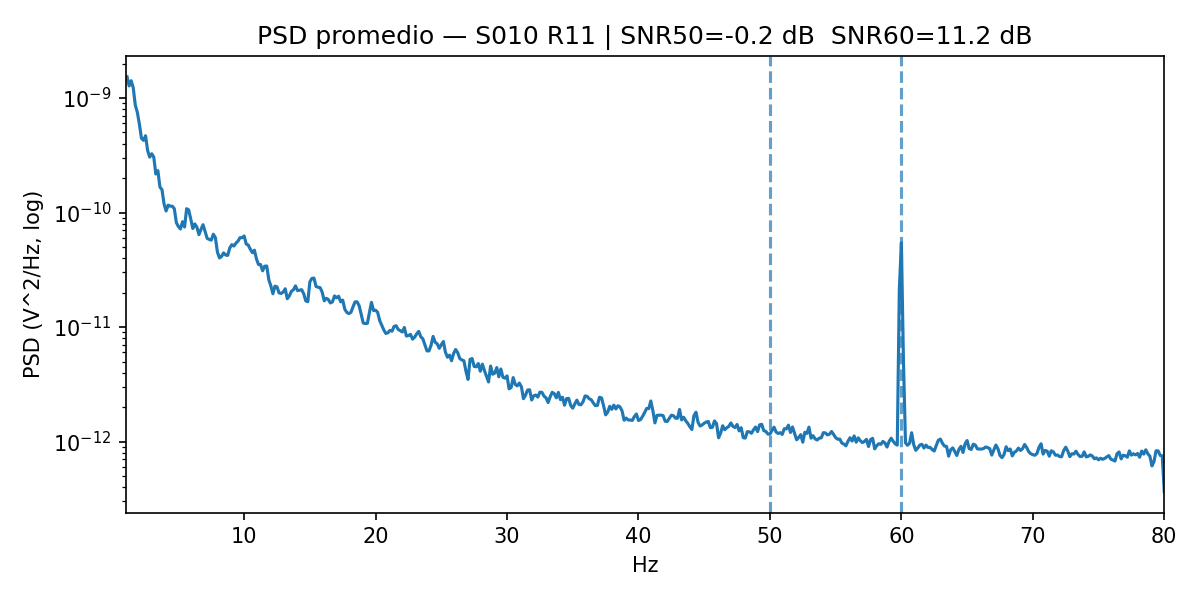 PSD promedio — S010 R11 | SNR50=-0.2 dB  SNR60=11.2 dB
PSD (V^2/Hz, log)
10⁻⁹
10⁻¹⁰
10⁻¹¹
10⁻¹²
10 20 30 40 50 60 70 80
Hz